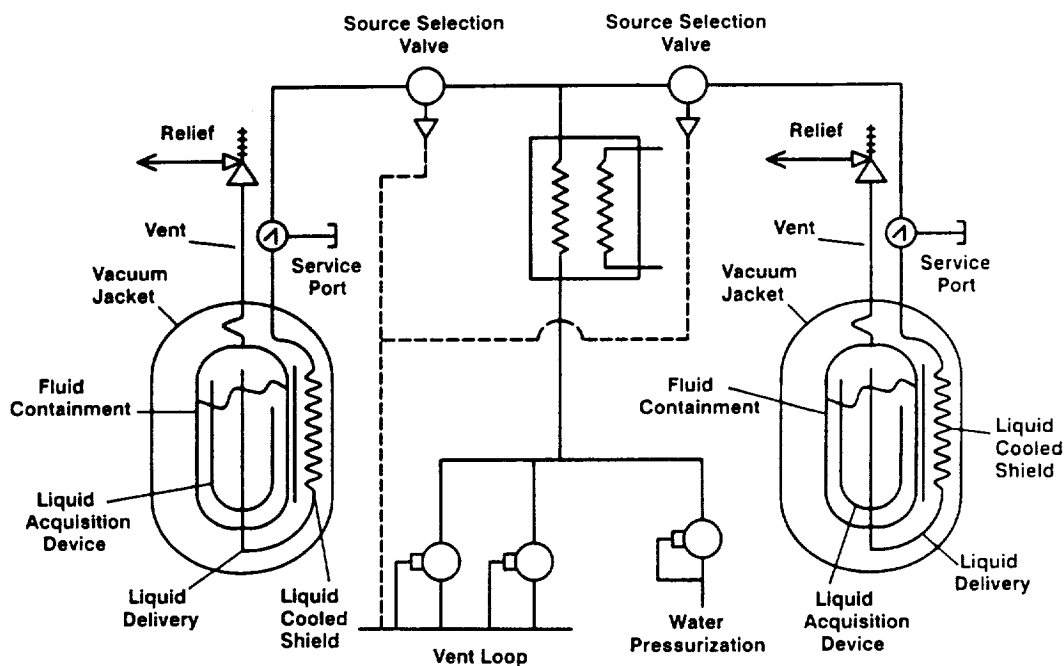 Source Selection
Valve
Source Selection
Valve
Relief
Relief
Vent
Service
Port
Vacuum
Jacket
Vent
Service
Port
Vacuum
Jacket
Fluid
Containment
Fluid
Containment
Liquid
Cooled
Shield
Liquid
Acquisition
Device
Liquid
Delivery
Liquid
Cooled
Shield
Vent Loop
Water
Pressurization
Liquid
Acquisition
Device
Liquid
Delivery